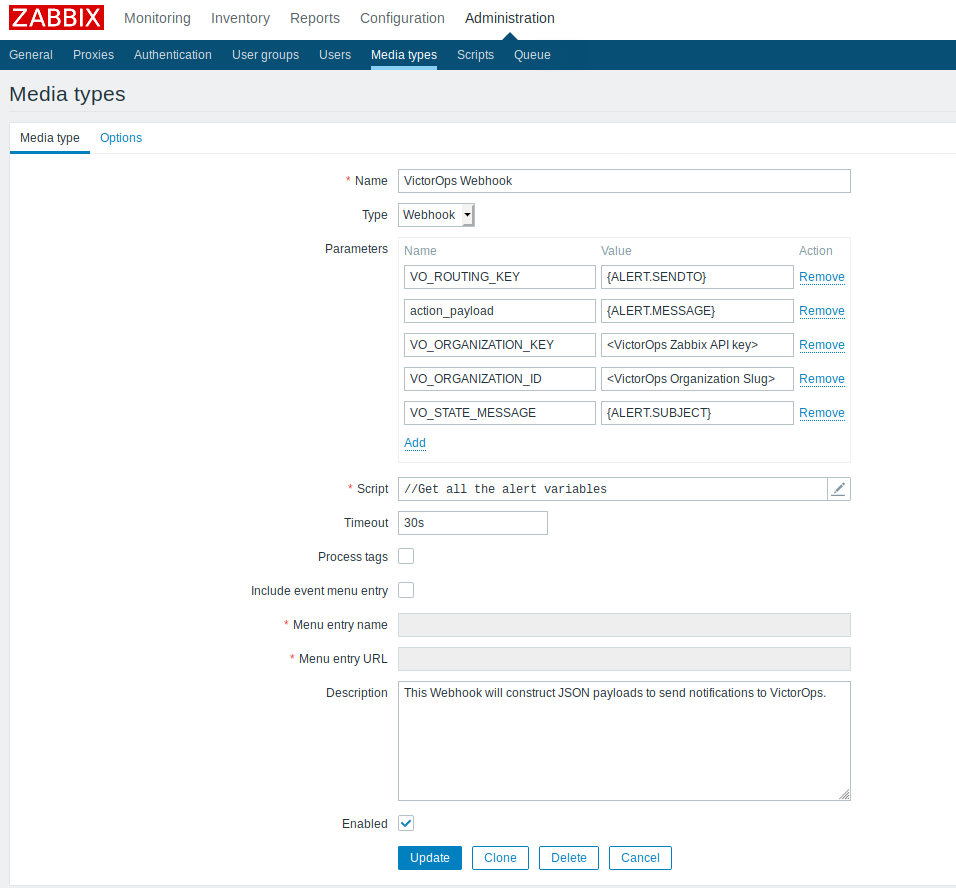 ZABBIX Monitoring Inventory Reports Configuration Administration
General Proxies Authentication User groups Users Media types Scripts Queue
Media types
Media type Options
* Name VictorOps Webhook
Type Webhook
Parameters Name Value Action
VO_ROUTING_KEY {ALERT.SENDTO} Remove
action_payload {ALERT.MESSAGE} Remove
VO_ORGANIZATION_KEY <VictorOps Zabbix API key> Remove
VO_ORGANIZATION_ID <VictorOps Organization Slug> Remove
VO_STATE_MESSAGE {ALERT.SUBJECT} Remove
Add
* Script //Get all the alert variables
Timeout 30s
Process tags
Include event menu entry
* Menu entry name
* Menu entry URL
Description This Webhook will construct JSON payloads to send notifications to VictorOps.
Enabled
Update Clone Delete Cancel